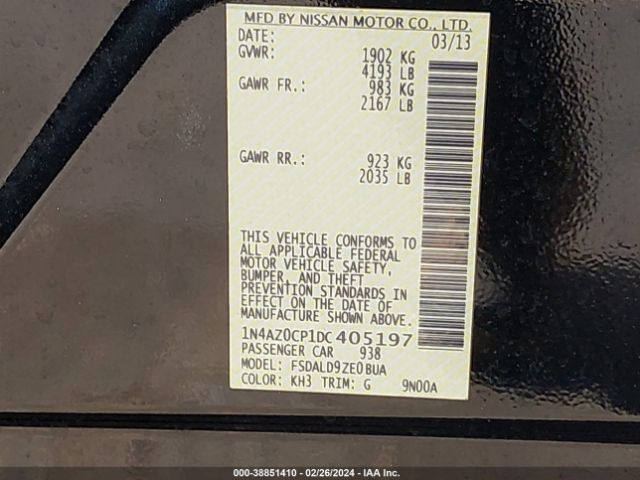 MFD BY NISSAN MOTOR CO., LTD.
DATE: 03/13
GVWR: 1902 KG
4193 LB
GAWR FR.: 983 KG
2167 LB
GAWR RR.: 923 KG
2035 LB
THIS VEHICLE CONFORMS TO
ALL APPLICABLE FEDERAL
MOTOR VEHICLE SAFETY,
BUMPER, AND THEFT
PREVENTION STANDARDS IN
EFFECT ON THE DATE OF
MANUFACTURE SHOWN ABOVE.
1N4AZ0CP1DC405197
PASSENGER CAR 938
MODEL: FSDALD9ZE0BUA
COLOR: KH3 TRIM: G 9N00A
000-38851410 - 02/26/2024 - IAA Inc.